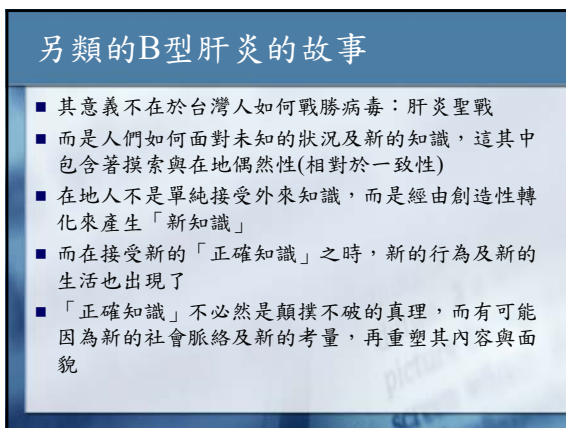 另類的B型肝炎的故事
其意義不在於台灣人如何戰勝病毒：肝炎聖戰
而是人們如何面對未知的狀況及新的知識，這其中
包含著摸索與在地偶然性(相對於一致性)
在地人不是單純接受外來知識，而是經由創造性轉
化來產生「新知識」
而在接受新的「正確知識」之時，新的行為及新的
生活也出現了
「正確知識」不必然是顛撲不破的真理，而有可能
因為新的社會脈絡及新的考量，再重塑其內容與面
貌